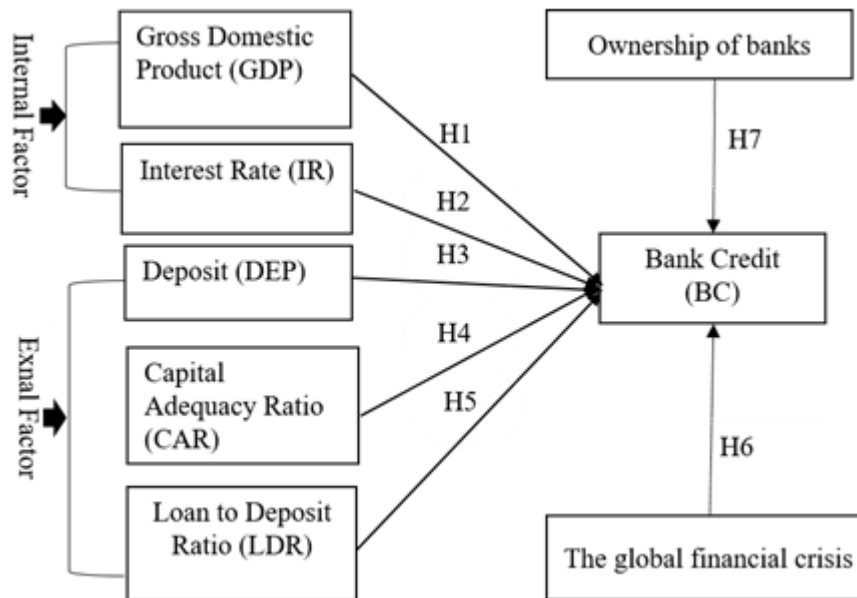 Internal Factor
Gross Domestic
Product (GDP)
Interest Rate (IR)
Exnal Factor
Deposit (DEP)
Capital
Adequacy Ratio
(CAR)
Loan to Deposit
Ratio (LDR)
H1
H2
H3
H4
H5
Ownership of banks
H7
Bank Credit
(BC)
H6
The global financial crisis